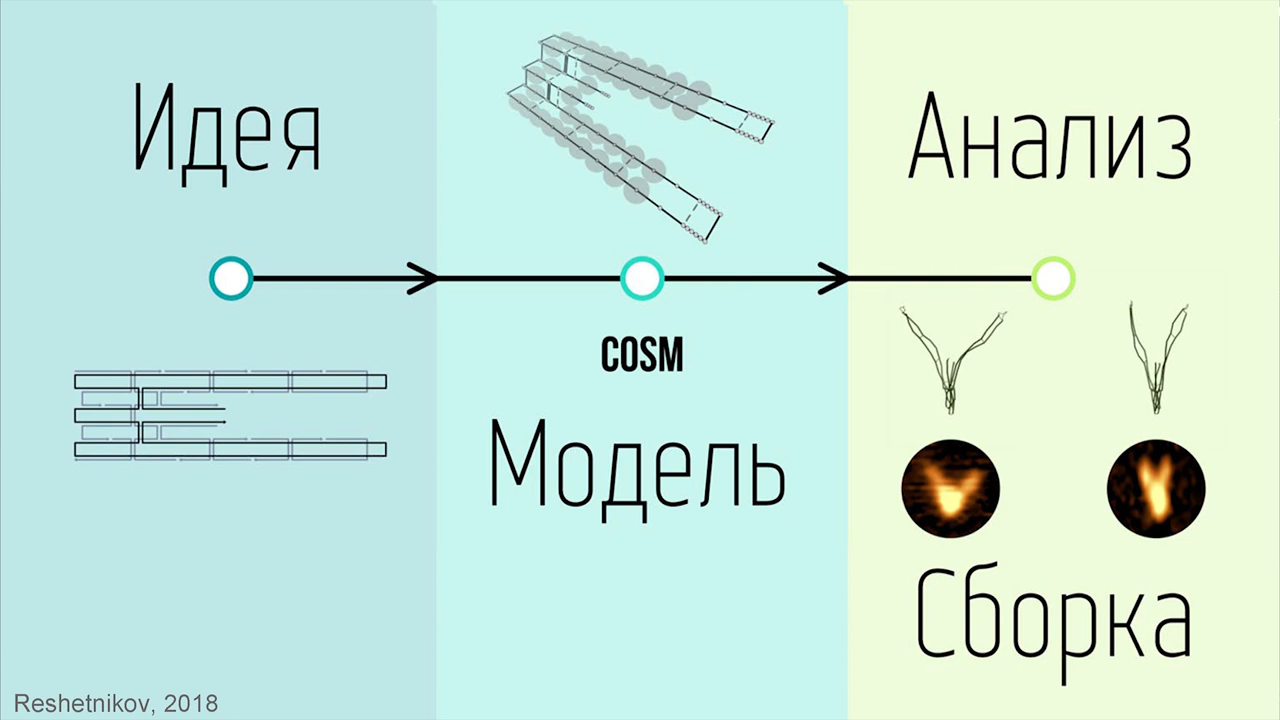 Идея
COSM
Модель
Анализ
Сборка
Reshetnikov, 2018